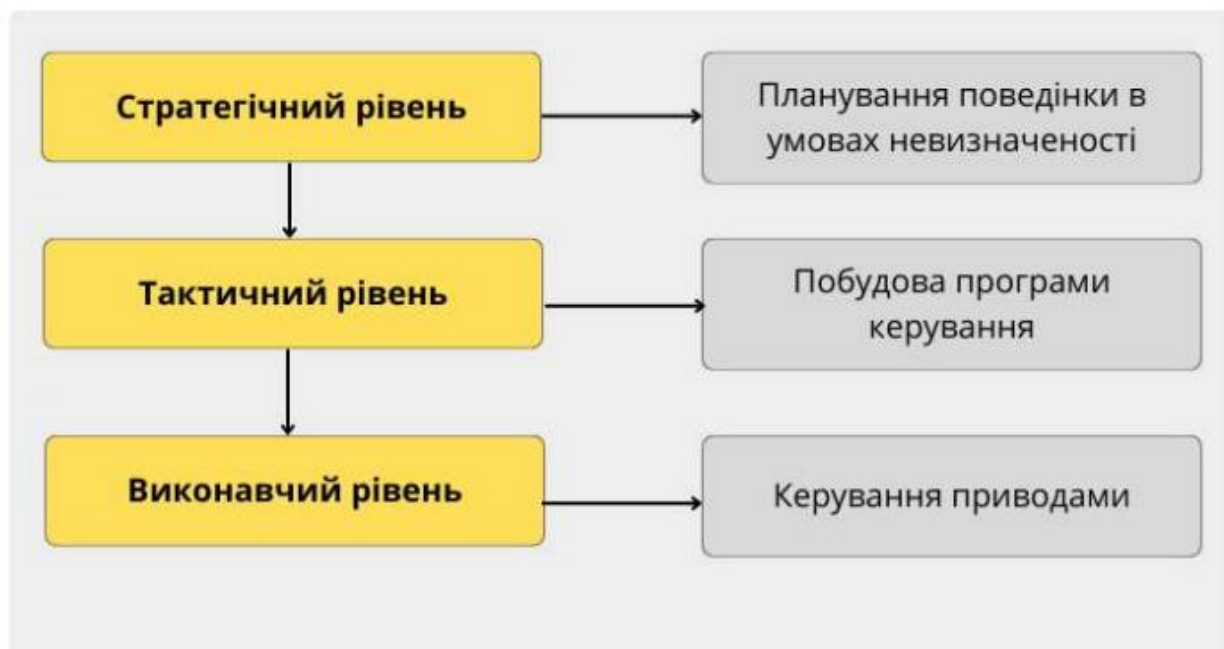 Стратегічний рівень
Планування поведінки в
умовах невизначеності
Тактичний рівень
Побудова програми
керування
Виконавчий рівень
Керування приводами